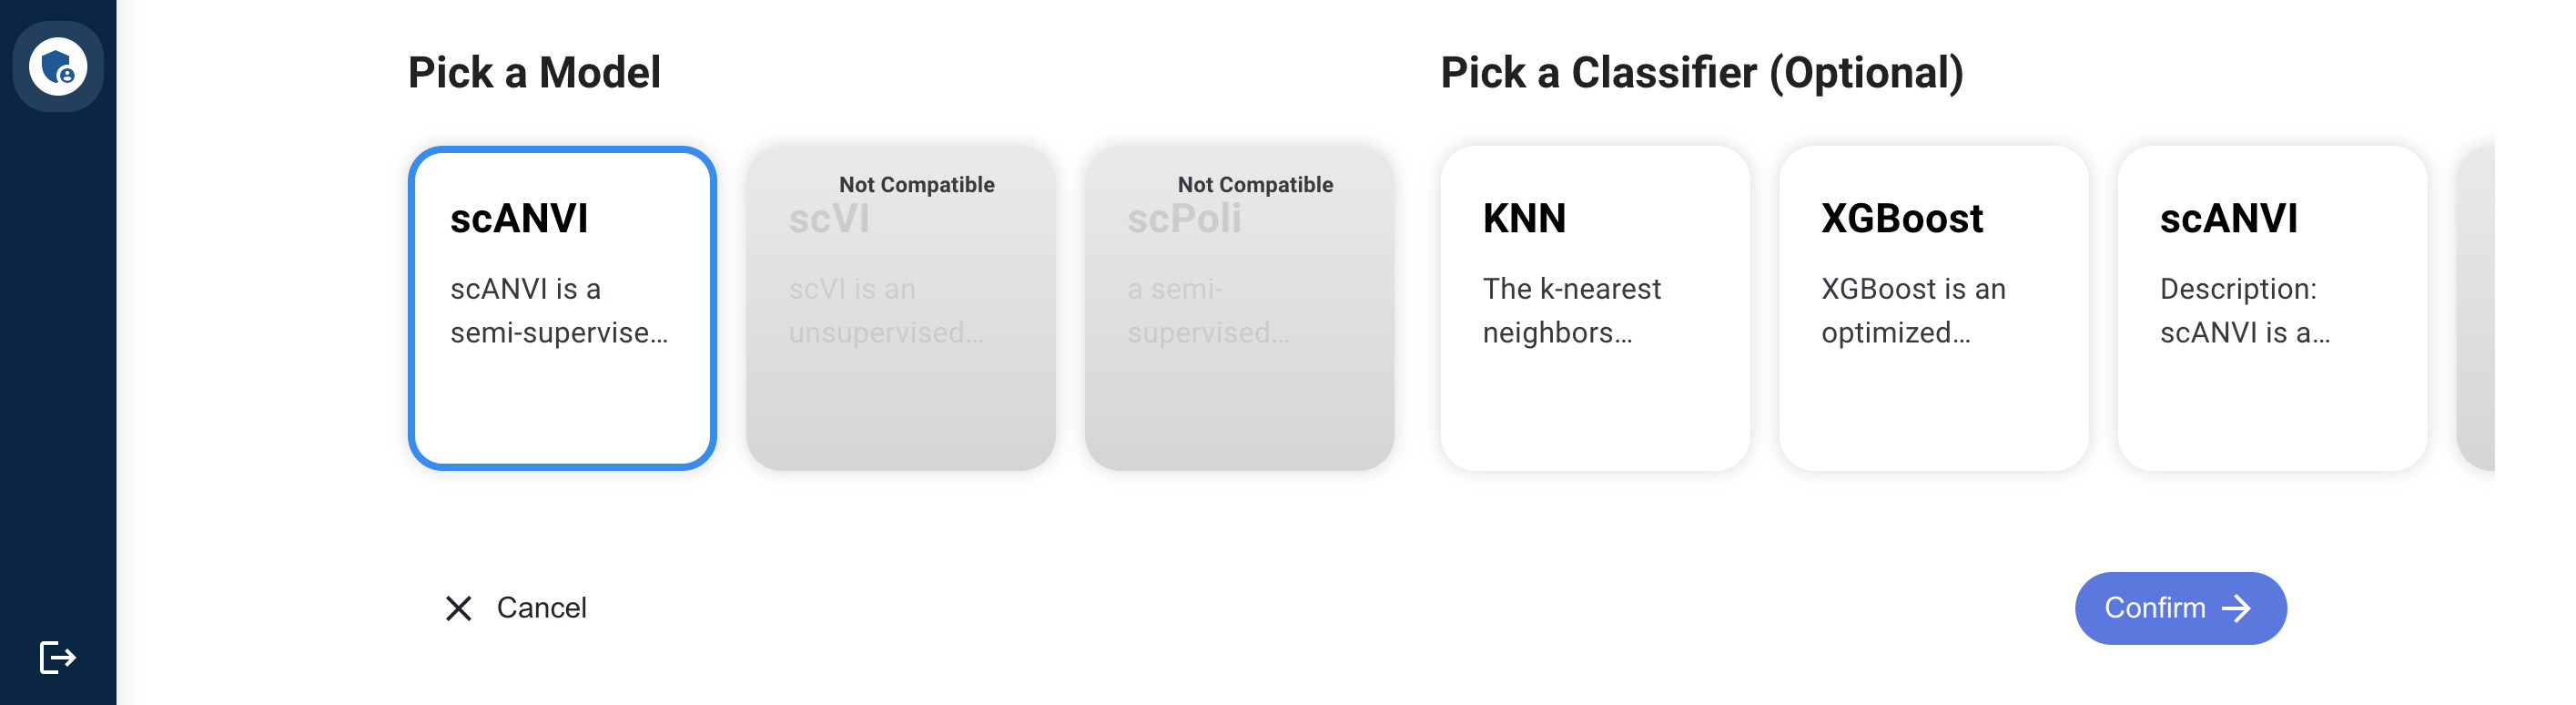 Pick a Model
Pick a Classifier (Optional)
scANVI
scANVI is a
semi-supervise...
Not Compatible
scVI
scVI is an
unsupervised...
Not Compatible
scPoli
a semi-
supervised...
KNN
The k-nearest
neighbors...
XGBoost
XGBoost is an
optimized...
scANVI
Description:
scANVI is a...
Cancel
Confirm